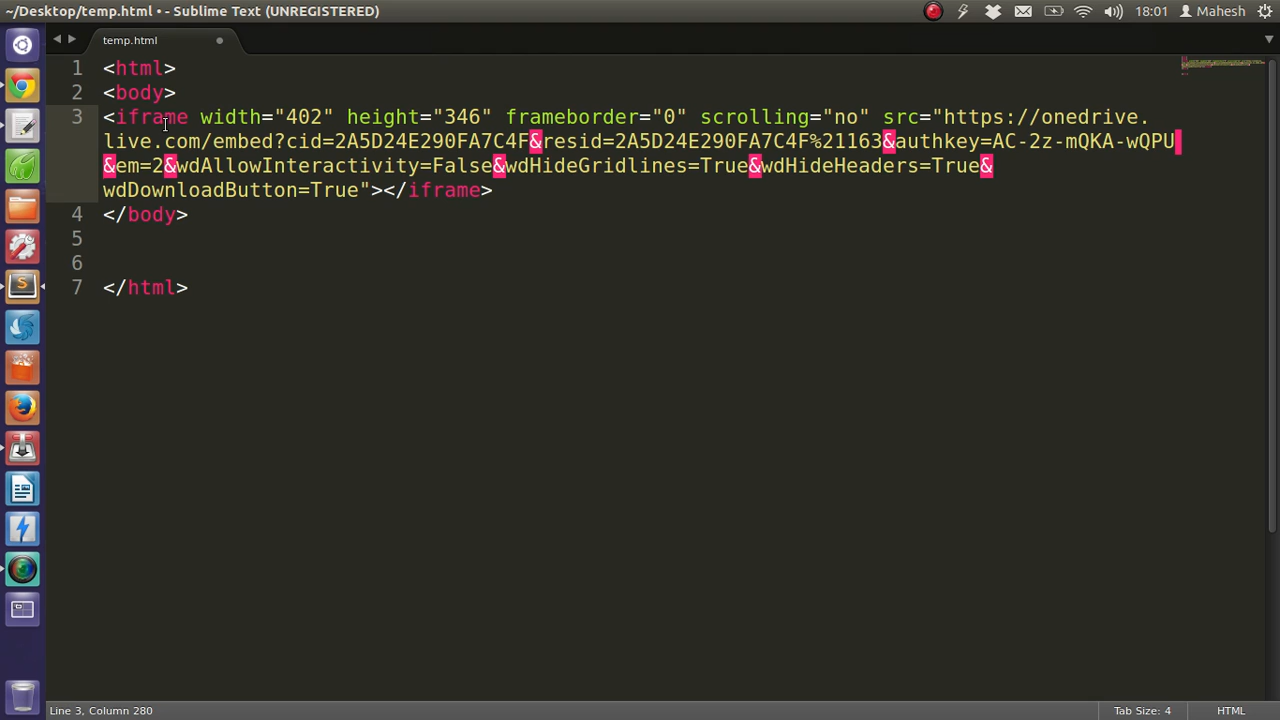 ~/Desktop/temp.html • - Sublime Text (UNREGISTERED)
18:01 Mahesh
temp.html
1 <html>
2 <body>
3 <iframe width="402" height="346" frameborder="0" scrolling="no" src="https://onedrive.
live.com/embed?cid=2A5D24E290FA7C4F&resid=2A5D24E290FA7C4F%21163&authkey=AC-2z-mQKA-wQPU
&em=2&wdAllowInteractivity=False&wdHideGridlines=True&wdHideHeaders=True&
wdDownloadButton=True"></iframe>
4 </body>
5
6
7 </html>
Line 3, Column 280
Tab Size: 4
HTML